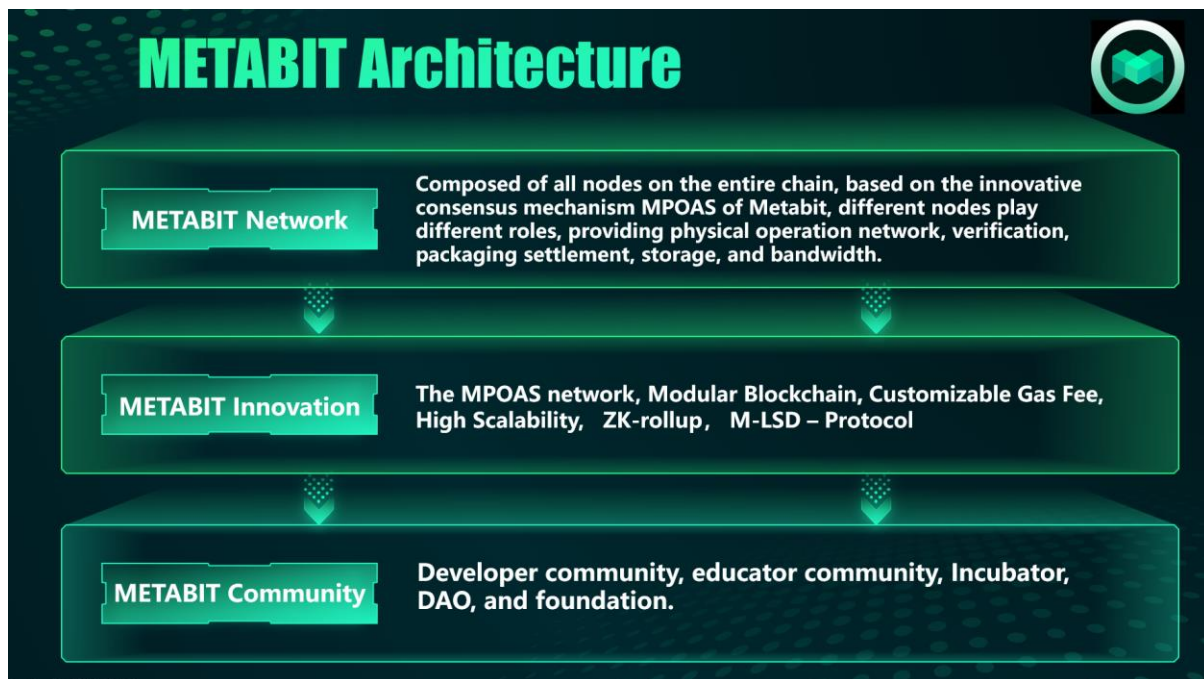 METABIT Architecture
METABIT Network
Composed of all nodes on the entire chain, based on the innovative
consensus mechanism MPOAS of Metabit, different nodes play
different roles, providing physical operation network, verification,
packaging settlement, storage, and bandwidth.
METABIT Innovation
The MPOAS network, Modular Blockchain, Customizable Gas Fee,
High Scalability, ZK-rollup, M-LSD – Protocol
METABIT Community
Developer community, educator community, Incubator,
DAO, and foundation.